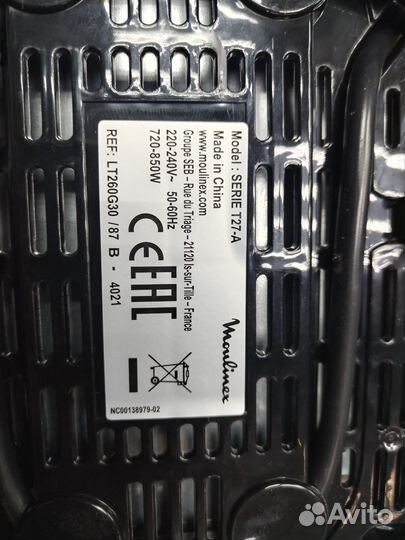 Model : SERIE T27-A
Made in China
www.moulinex.com
Groupe SEB – Rue du Triage – 21120 Is-sur-Tille – France
220-240V~ 50-60Hz
720-850W
REF: LT260G30 /87 B - 4021
CE EAC
Moulinex
NC00138979-02
Avito